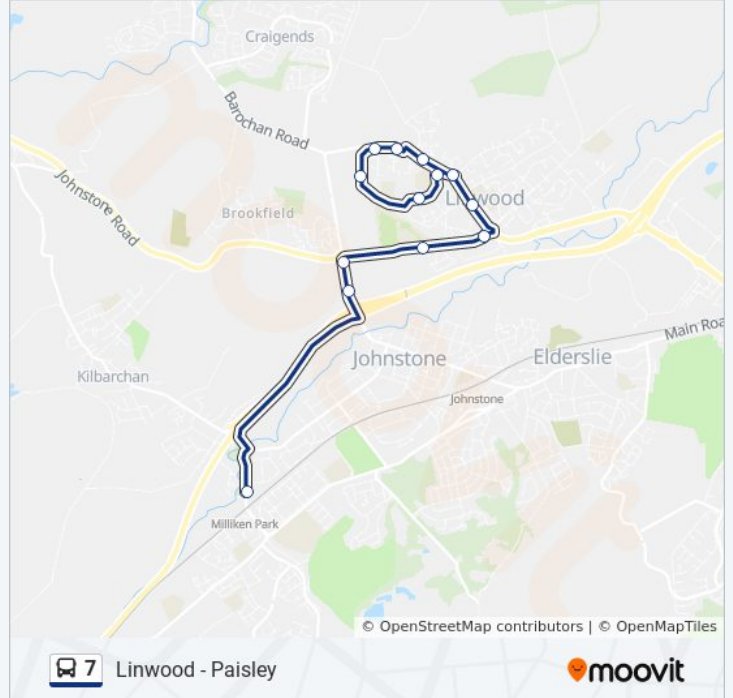 Craigends
Barochan Road
Linwood
Johnstone Road
Brookfield
Main Roa
Johnstone
Elderslie
Kilbarchan
Johnstone
Milliken Park
© OpenStreetMap contributors | © OpenMapTiles
7 Linwood - Paisley
moovit